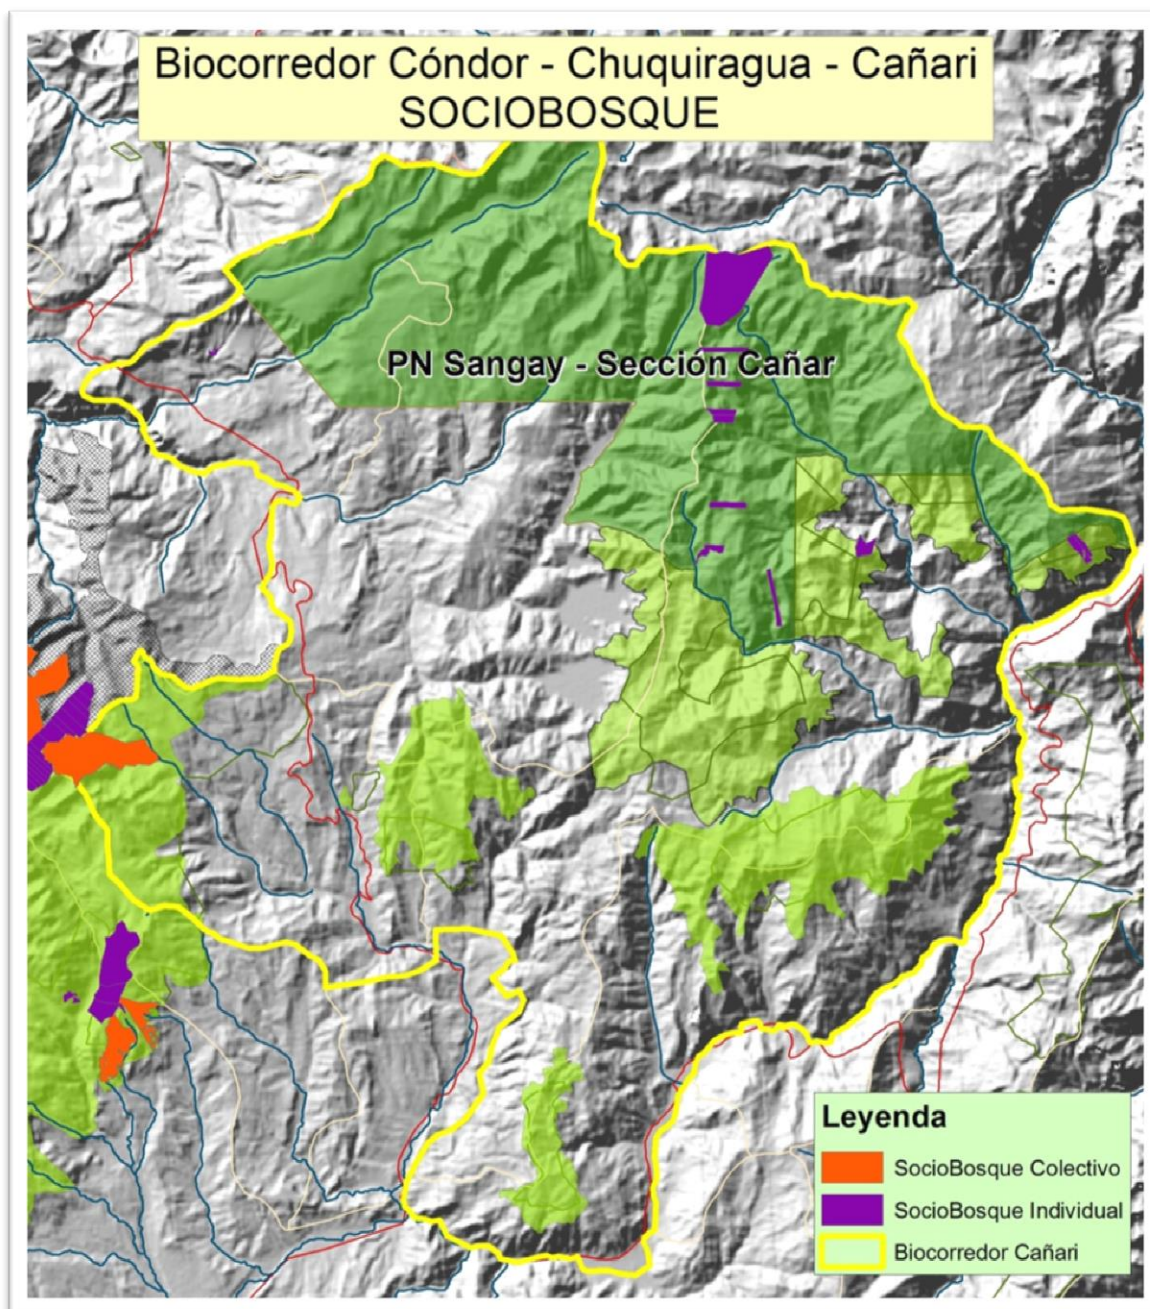 Biocorredor Cóndor - Chuquiragua - Cañari
SOCIOBOSQUE
PN Sangay - Sección Cañar
Leyenda
SocioBosque Colectivo
SocioBosque Individual
Biocorredor Cañari